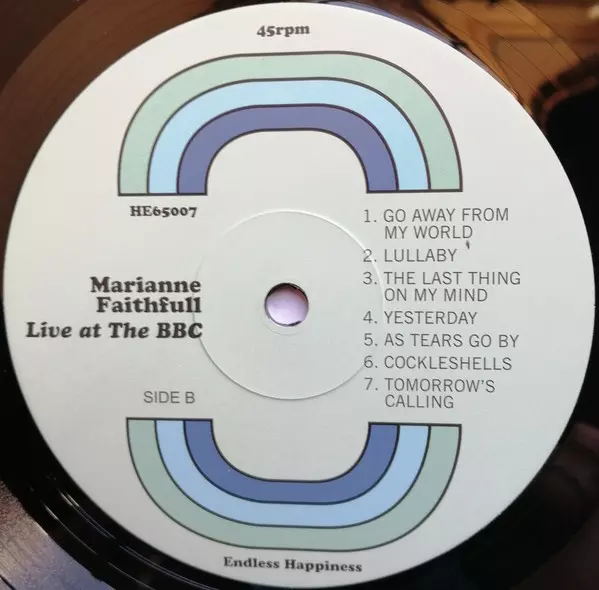 45rpm
HE65007
Marianne
Faithfull
Live at The BBC
SIDE B
1. GO AWAY FROM
MY WORLD
2. LULLABY
3. THE LAST THING
ON MY MIND
4. YESTERDAY
5. AS TEARS GO BY
6. COCKLESHELLS
7. TOMORROW'S
CALLING
Endless Happiness